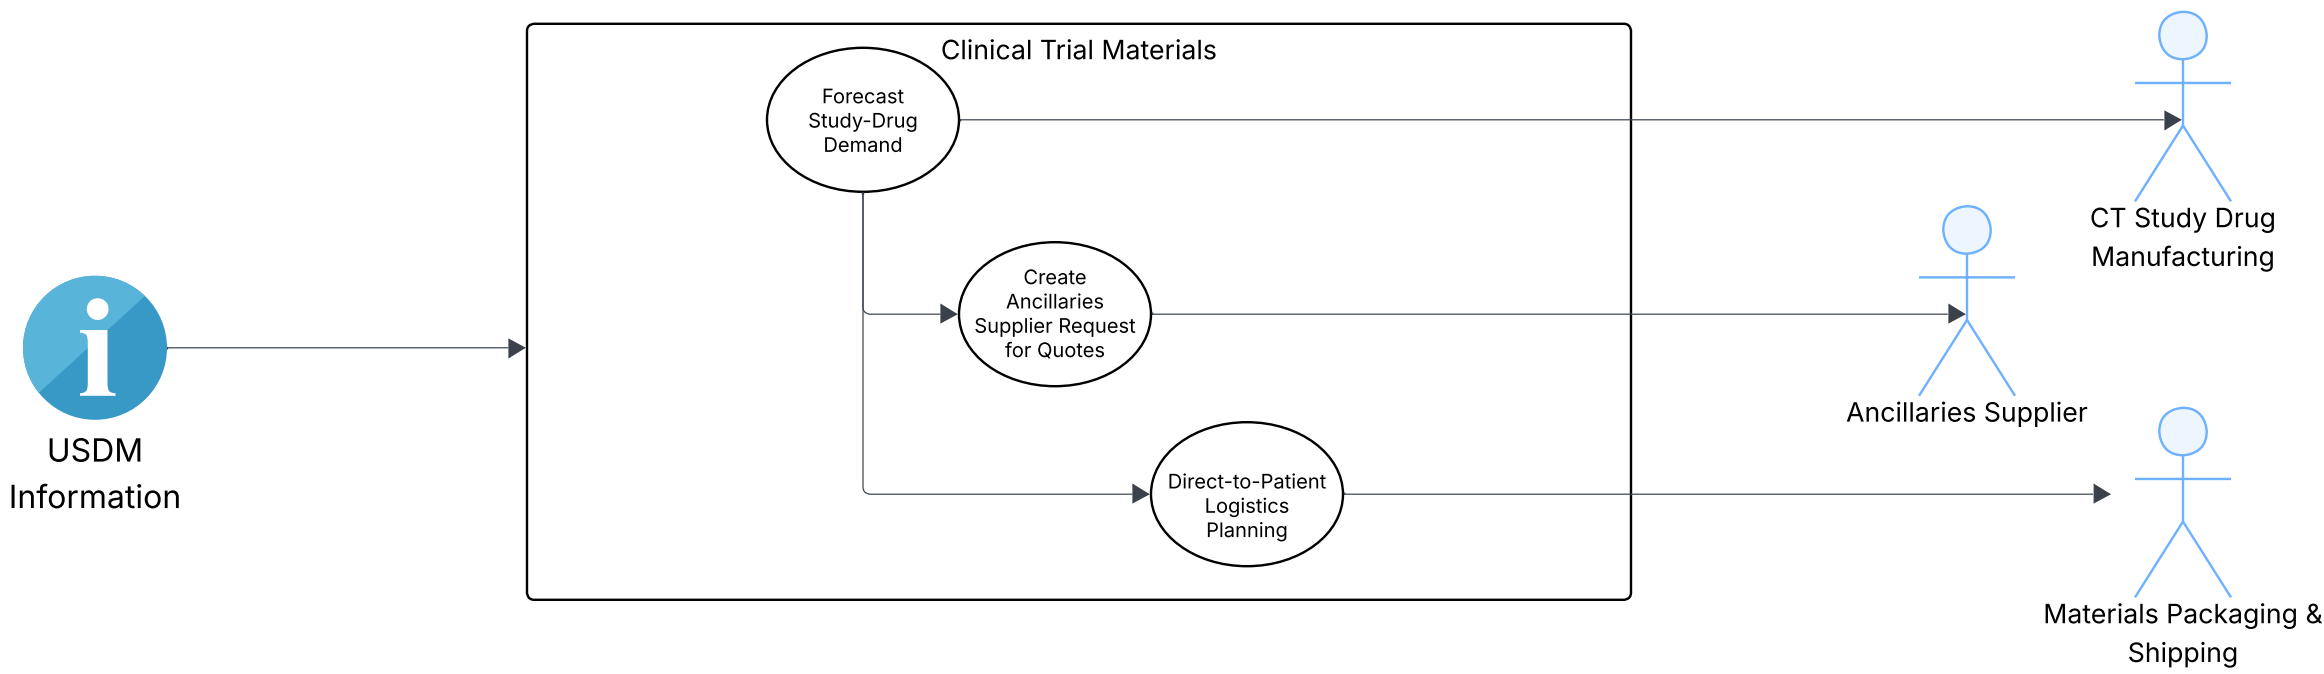 Clinical Trial Materials
Forecast
Study-Drug
Demand
CT Study Drug
Manufacturing
Create
Ancillaries
Supplier Request
for Quotes
Ancillaries Supplier
USDM
Information
Direct-to-Patient
Logistics
Planning
Materials Packaging &
Shipping